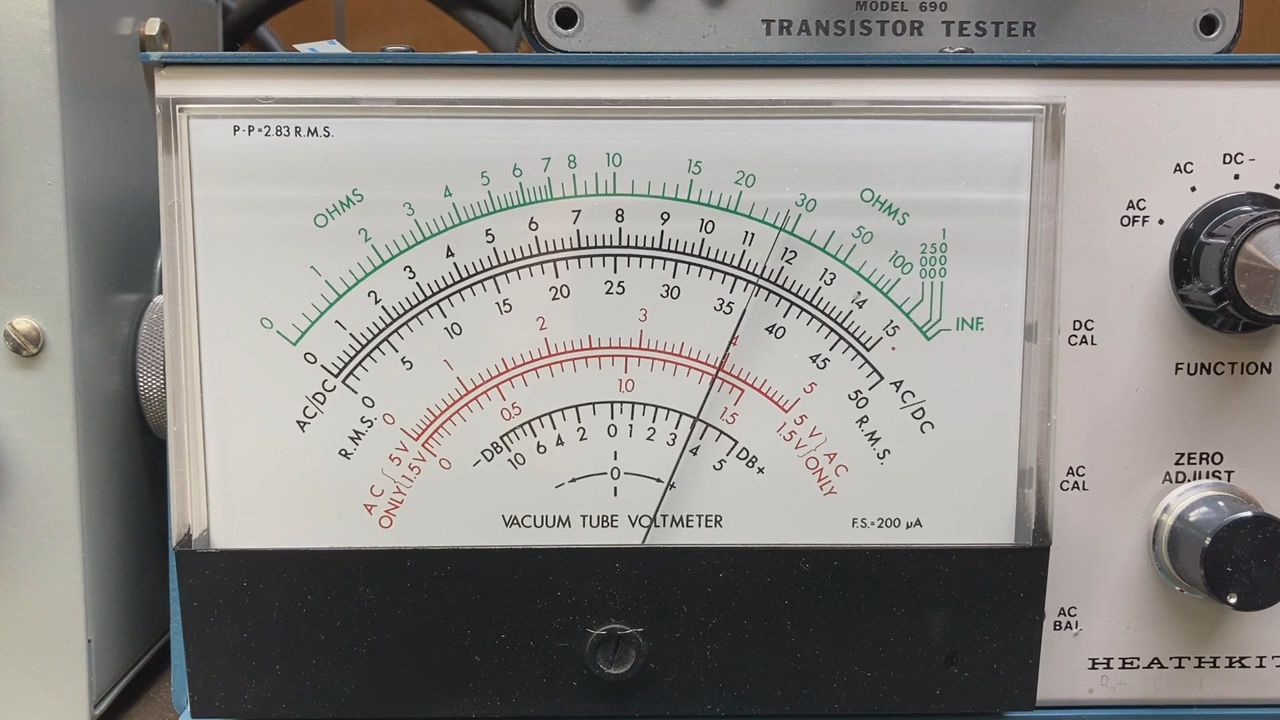 MODEL 690
TRANSISTOR TESTER
P-P=2.83 R.M.S.
OHMS
OHMS
0 1 2 3 4 5 6 7 8 10 15 20 30 50 100 250 1000 INF.
0 1 2 3 4 5 6 7 8 9 10 11 12 13 14 15
AC/DC
AC/DC
0 5 10 15 20 25 30 35 40 45 50
R.M.S.
R.M.S.
0 1 2 3 4 5
0 0.5 1.0 1.5
AC ONLY { 5V 1.5V
5V 1.5V } AC ONLY
-DB 10 6 4 2 0 1 2 3 4 5 DB+
- 0 +
VACUUM TUBE VOLTMETER
F.S.=200 µA
AC OFF
AC
DC-
DC CAL
FUNCTION
AC CAL
ZERO ADJUST
AC BAL.
HEATHKIT